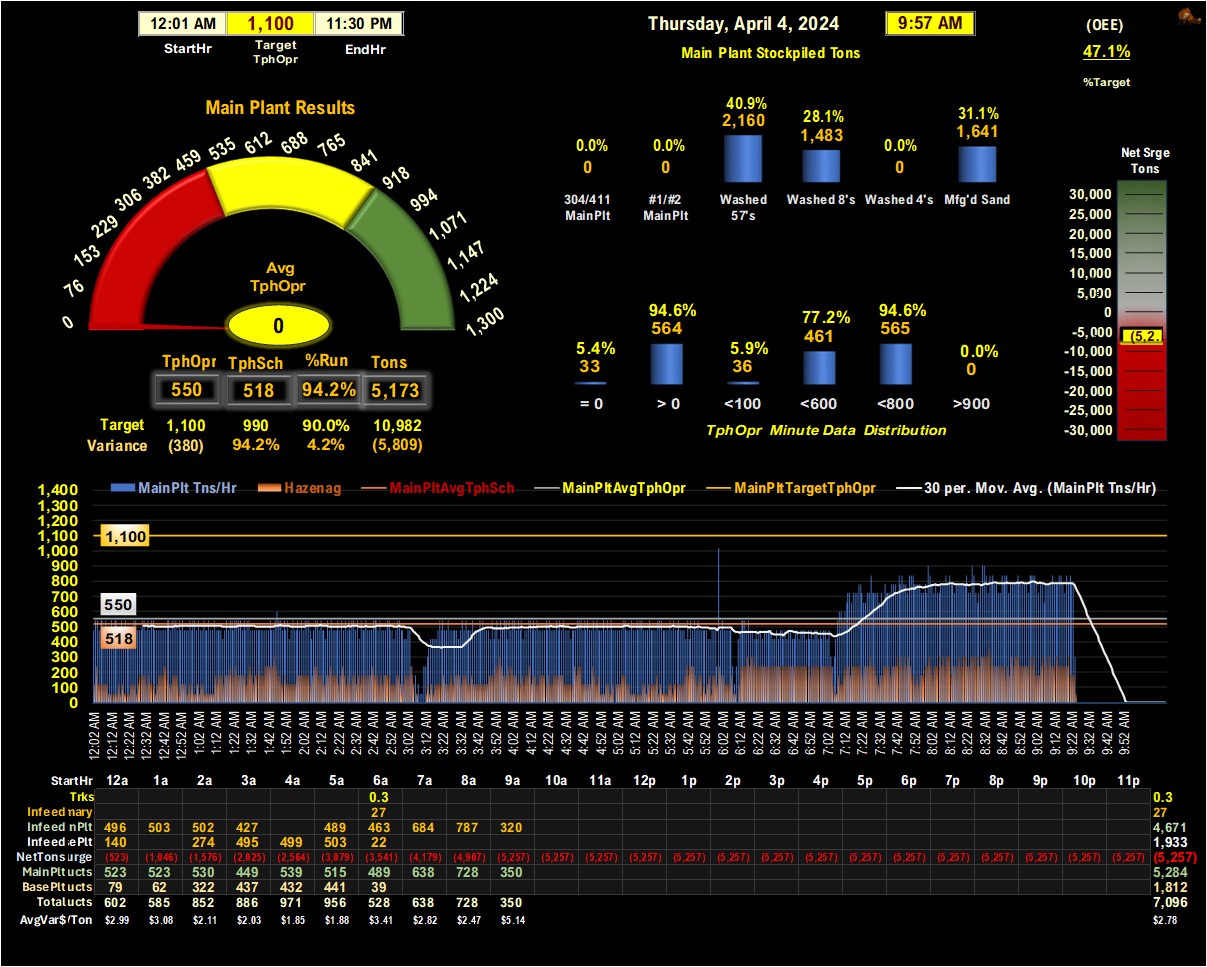 12:01 AM 1,100 11:30 PM
StartHr Target TphOpr EndHr
Thursday, April 4, 2024 9:57 AM
Main Plant Stockpiled Tons
(OEE)
47.1%
%Target
Main Plant Results
0 76 153 229 306 382 459 535 612 688 765 841 918 994 1,071 1,147 1,224 1,300
Avg
TphOpr
0
TphOpr TphSch %Run Tons
550 518 94.2% 5,173
Target 1,100 990 90.0% 10,982
Variance (380) 94.2% 4.2% (5,809)
0.0% 0.0% 40.9% 28.1% 0.0% 31.1%
0 0 2,160 1,483 0 1,641
304/411 MainPlt #1/#2 MainPlt Washed 57's Washed 8's Washed 4's Mfg'd Sand
5.4% 94.6% 5.9% 77.2% 94.6% 0.0%
33 564 36 461 565 0
= 0 > 0 <100 <600 <800 >900
TphOpr Minute Data Distribution
Net Srge
Tons
30,000
25,000
20,000
15,000
10,000
5,000
0
-5,000
(5,2.
-10,000
-15,000
-20,000
-25,000
-30,000
MainPlt Tns/Hr Hazenag MainPltAvgTphSch MainPltAvgTphOpr MainPltTargetTphOpr 30 per. Mov. Avg. (MainPlt Tns/Hr)
1,400
1,300
1,200
1,100
1,000
900
800
700
600
500
400
300
200
100
0
1,100
550
518
12:02 AM 12:12 AM 12:22 AM 12:32 AM 12:42 AM 12:52 AM 1:02 AM 1:12 AM 1:22 AM 1:32 AM 1:42 AM 1:52 AM 2:02 AM 2:12 AM 2:22 AM 2:32 AM 2:42 AM 2:52 AM 3:02 AM 3:12 AM 3:22 AM 3:32 AM 3:42 AM 3:52 AM 4:02 AM 4:12 AM 4:22 AM 4:32 AM 4:42 AM 4:52 AM 5:02 AM 5:12 AM 5:22 AM 5:32 AM 5:42 AM 5:52 AM 6:02 AM 6:12 AM 6:22 AM 6:32 AM 6:42 AM 6:52 AM 7:02 AM 7:12 AM 7:22 AM 7:32 AM 7:42 AM 7:52 AM 8:02 AM 8:12 AM 8:22 AM 8:32 AM 8:42 AM 8:52 AM 9:02 AM 9:12 AM 9:22 AM 9:32 AM 9:42 AM 9:52 AM
StartHr 12a 1a 2a 3a 4a 5a 6a 7a 8a 9a 10a 11a 12p 1p 2p 3p 4p 5p 6p 7p 8p 9p 10p 11p
Trks 0.3 0.3
Infeed mary 27 27
Infeed nPlt 496 503 502 427 489 463 684 787 320 4,671
Infeed ePlt 140 274 495 499 503 22 1,933
NetTons urge (523) (1,046) (1,576) (2,025) (2,564) (3,079) (3,541) (4,179) (4,907) (5,257) (5,257) (5,257) (5,257) (5,257) (5,257) (5,257) (5,257) (5,257) (5,257) (5,257) (5,257) (5,257) (5,257) (5,257) (5,257)
MainPlt ucts 523 523 530 449 539 515 489 638 728 350 5,284
BasePlt ucts 79 62 322 437 432 441 39 1,812
Total ucts 602 585 852 886 971 956 528 638 728 350 7,096
AvgVar$/Ton $2.99 $3.08 $2.11 $2.03 $1.85 $1.88 $3.41 $2.82 $2.47 $5.14 $2.78